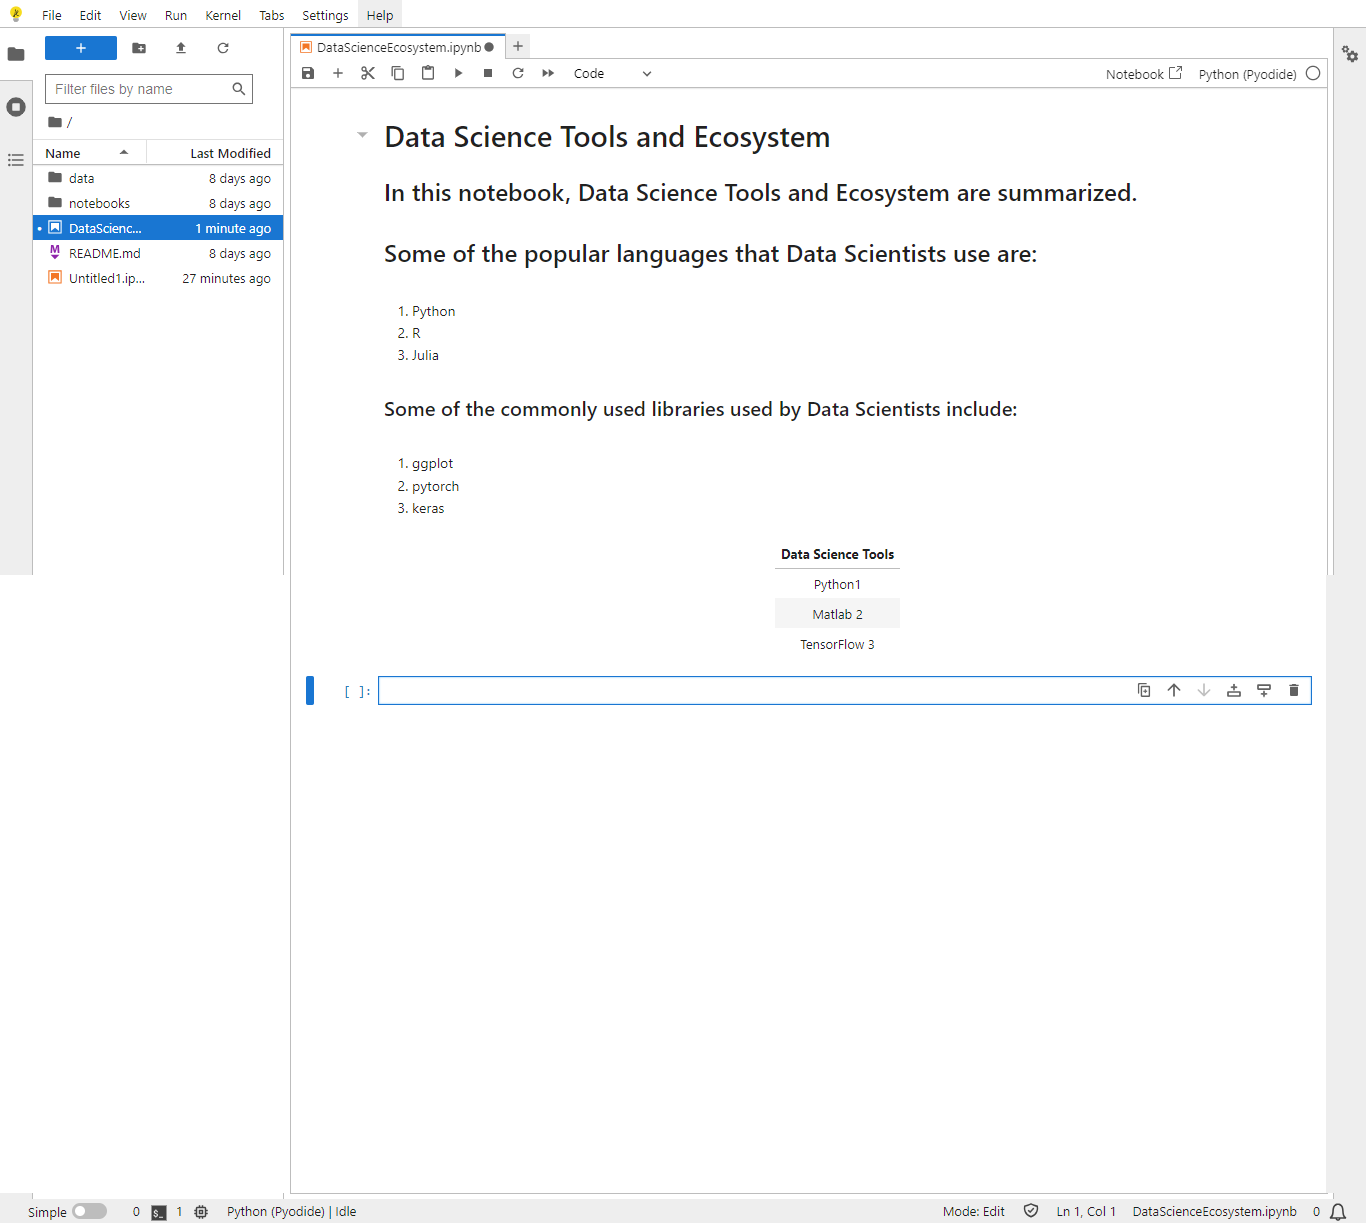 File Edit View Run Kernel Tabs Settings Help
+
Filter files by name
/
Name Last Modified
data 8 days ago
notebooks 8 days ago
DataScienc... 1 minute ago
README.md 8 days ago
Untitled1.ip... 27 minutes ago
DataScienceEcosystem.ipynb +
Code Notebook Python (Pyodide)
Data Science Tools and Ecosystem
In this notebook, Data Science Tools and Ecosystem are summarized.
Some of the popular languages that Data Scientists use are:
1. Python
2. R
3. Julia
Some of the commonly used libraries used by Data Scientists include:
1. ggplot
2. pytorch
3. keras
Data Science Tools
Python1
Matlab 2
TensorFlow 3
[ ]:
Simple 0 $_ 1 Python (Pyodide) | Idle Mode: Edit Ln 1, Col 1 DataScienceEcosystem.ipynb 0